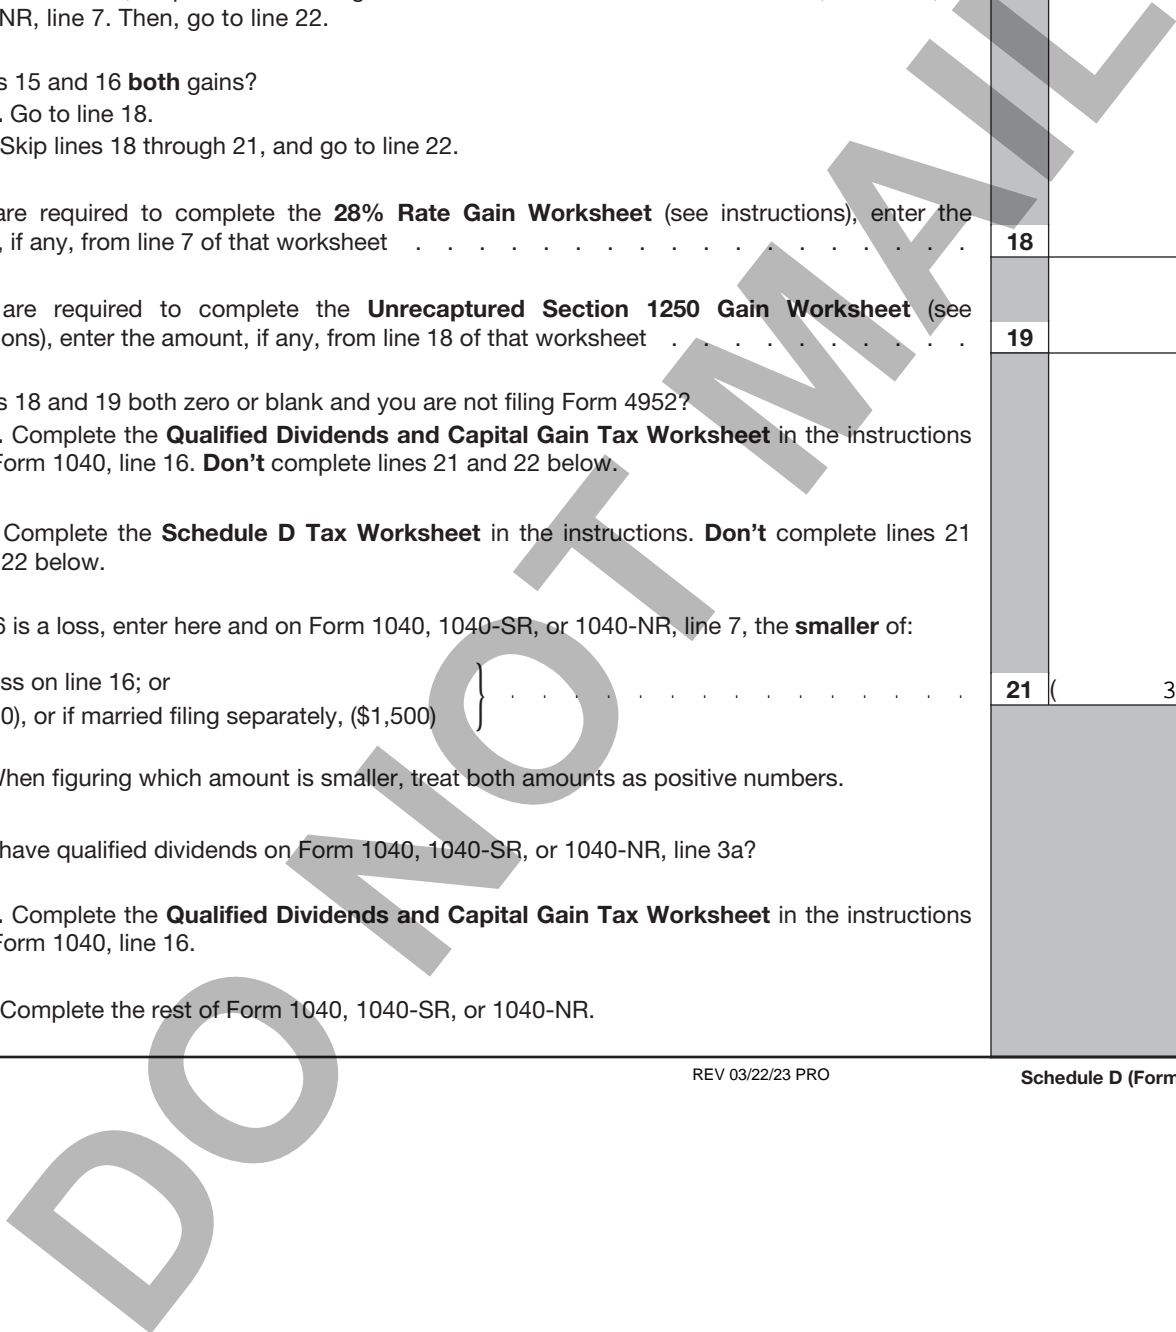 NR, line 7. Then, go to line 22.
s 15 and 16 both gains?
. Go to line 18.
Skip lines 18 through 21, and go to line 22.
are required to complete the 28% Rate Gain Worksheet (see instructions), enter the
, if any, from line 7 of that worksheet . . . . . . . . . . . . . . . . . . 18
are required to complete the Unrecaptured Section 1250 Gain Worksheet (see
ons), enter the amount, if any, from line 18 of that worksheet . . . . . . . . . . 19
s 18 and 19 both zero or blank and you are not filing Form 4952?
. Complete the Qualified Dividends and Capital Gain Tax Worksheet in the instructions
Form 1040, line 16. Don't complete lines 21 and 22 below.
Complete the Schedule D Tax Worksheet in the instructions. Don't complete lines 21
22 below.
6 is a loss, enter here and on Form 1040, 1040-SR, or 1040-NR, line 7, the smaller of:
ss on line 16; or
0), or if married filing separately, ($1,500) } . . . . . . . . . . . . . . . 21 ( 3
When figuring which amount is smaller, treat both amounts as positive numbers.
have qualified dividends on Form 1040, 1040-SR, or 1040-NR, line 3a?
. Complete the Qualified Dividends and Capital Gain Tax Worksheet in the instructions
Form 1040, line 16.
Complete the rest of Form 1040, 1040-SR, or 1040-NR.
REV 03/22/23 PRO Schedule D (Form
DO NOT MAIL